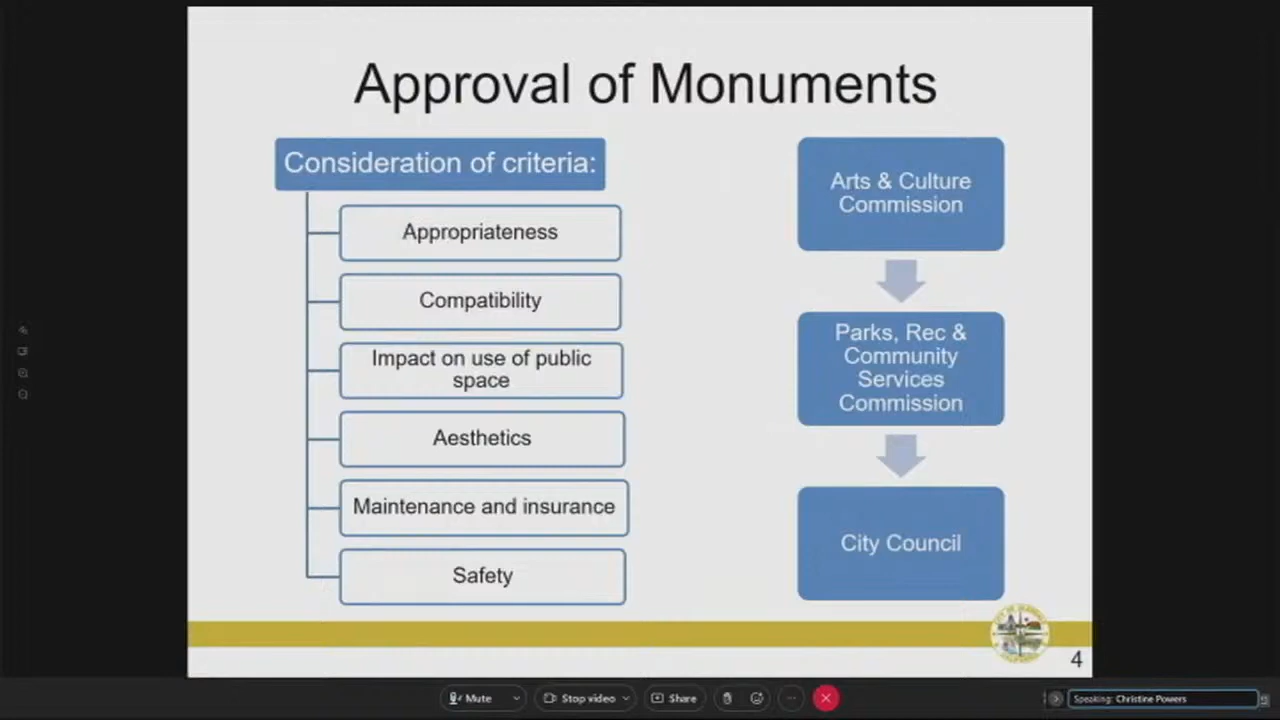 Approval of Monuments
Consideration of criteria:
Appropriateness
Compatibility
Impact on use of public
space
Aesthetics
Maintenance and insurance
Safety
Arts & Culture
Commission
Parks, Rec &
Community
Services
Commission
City Council
4
Mute
Stop video
Share
Speaking: Christine Powers